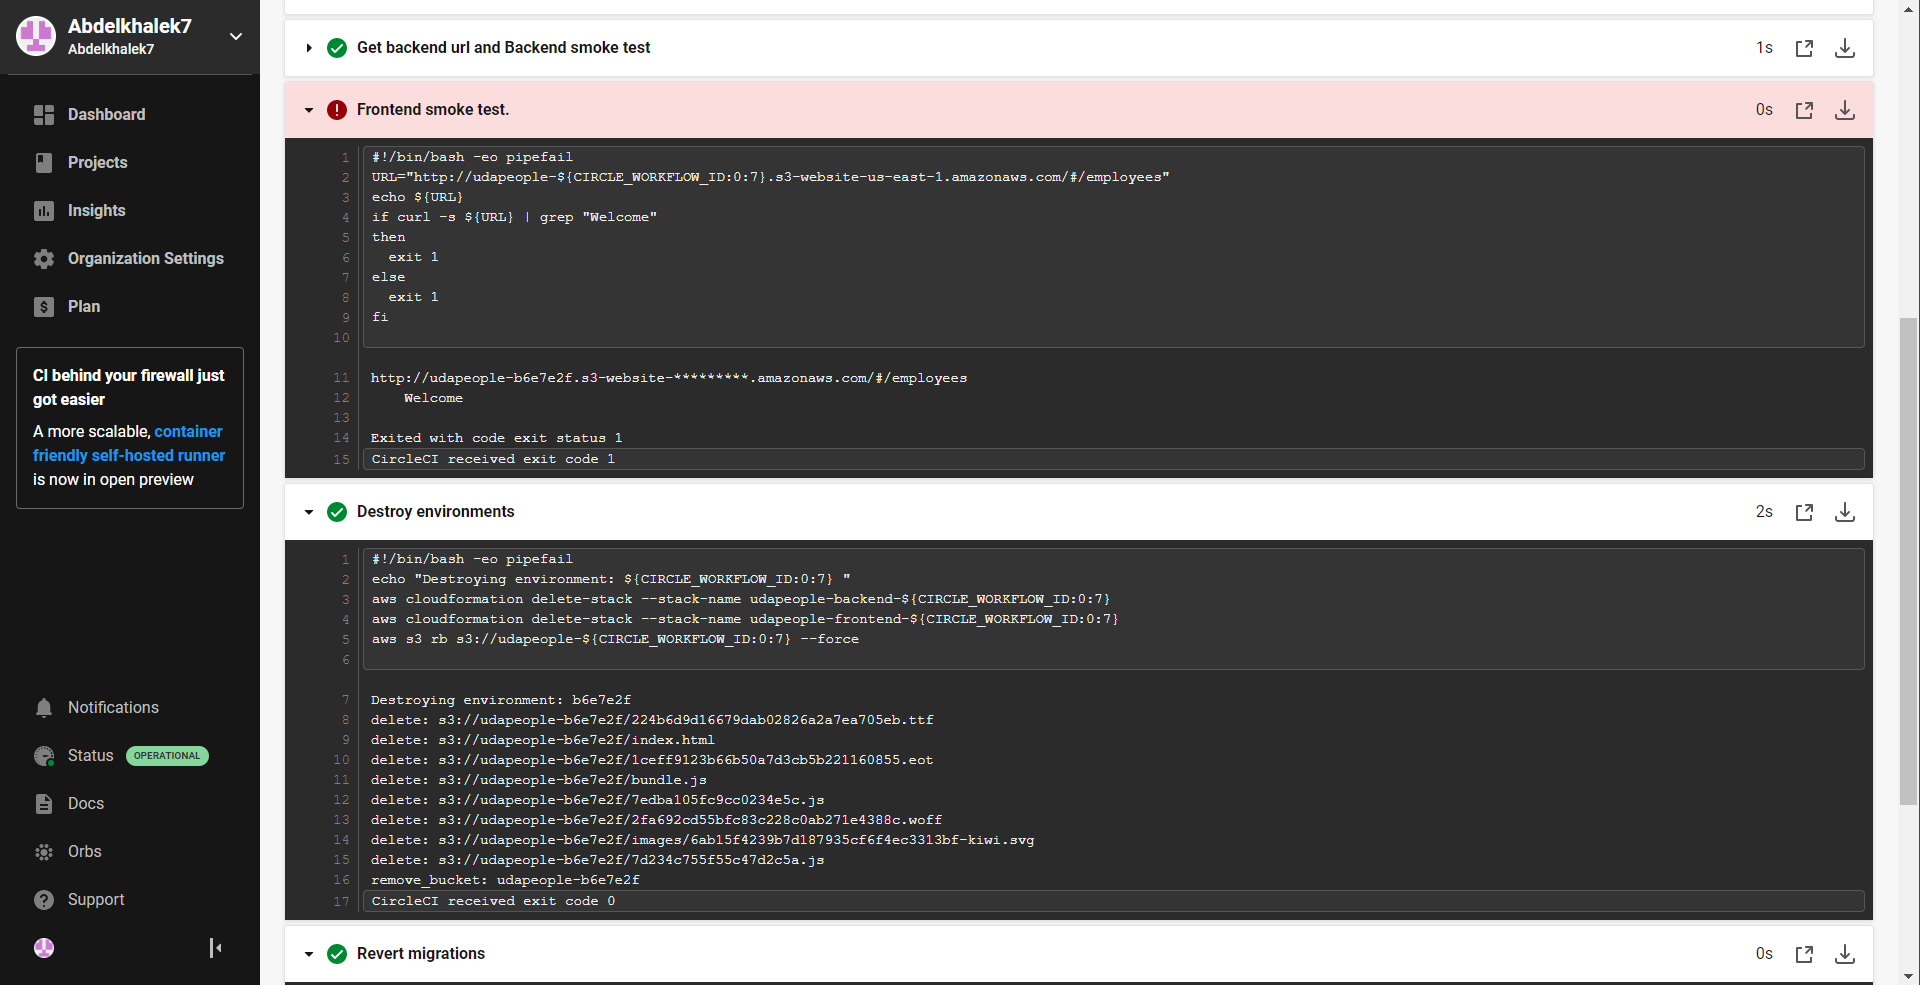 Abdelkhalek7
Abdelkhalek7
Dashboard
Projects
Insights
Organization Settings
Plan
CI behind your firewall just
got easier
A more scalable, container
friendly self-hosted runner
is now in open preview
Notifications
Status OPERATIONAL
Docs
Orbs
Support
Get backend url and Backend smoke test 1s
Frontend smoke test. 0s
1 #!/bin/bash -eo pipefail
2 URL="http://udapeople-${CIRCLE_WORKFLOW_ID:0:7}.s3-website-us-east-1.amazonaws.com/#/employees"
3 echo ${URL}
4 if curl -s ${URL} | grep "Welcome"
5 then
6   exit 1
7 else
8   exit 1
9 fi
10
11 http://udapeople-b6e7e2f.s3-website-*********.amazonaws.com/#/employees
12     Welcome
13
14 Exited with code exit status 1
15 CircleCI received exit code 1
Destroy environments 2s
1 #!/bin/bash -eo pipefail
2 echo "Destroying environment: ${CIRCLE_WORKFLOW_ID:0:7} "
3 aws cloudformation delete-stack --stack-name udapeople-backend-${CIRCLE_WORKFLOW_ID:0:7}
4 aws cloudformation delete-stack --stack-name udapeople-frontend-${CIRCLE_WORKFLOW_ID:0:7}
5 aws s3 rb s3://udapeople-${CIRCLE_WORKFLOW_ID:0:7} --force
6
7 Destroying environment: b6e7e2f
8 delete: s3://udapeople-b6e7e2f/224b6d9d16679dab02826a2a7ea705eb.ttf
9 delete: s3://udapeople-b6e7e2f/index.html
10 delete: s3://udapeople-b6e7e2f/1ceff9123b66b50a7d3cb5b221160855.eot
11 delete: s3://udapeople-b6e7e2f/bundle.js
12 delete: s3://udapeople-b6e7e2f/7edba105fc9cc0234e5c.js
13 delete: s3://udapeople-b6e7e2f/2fa692cd55bfc83c228c0ab271e4388c.woff
14 delete: s3://udapeople-b6e7e2f/images/6ab15f4239b7d187935cf6f4ec3313bf-kiwi.svg
15 delete: s3://udapeople-b6e7e2f/7d234c755f55c47d2c5a.js
16 remove_bucket: udapeople-b6e7e2f
17 CircleCI received exit code 0
Revert migrations 0s